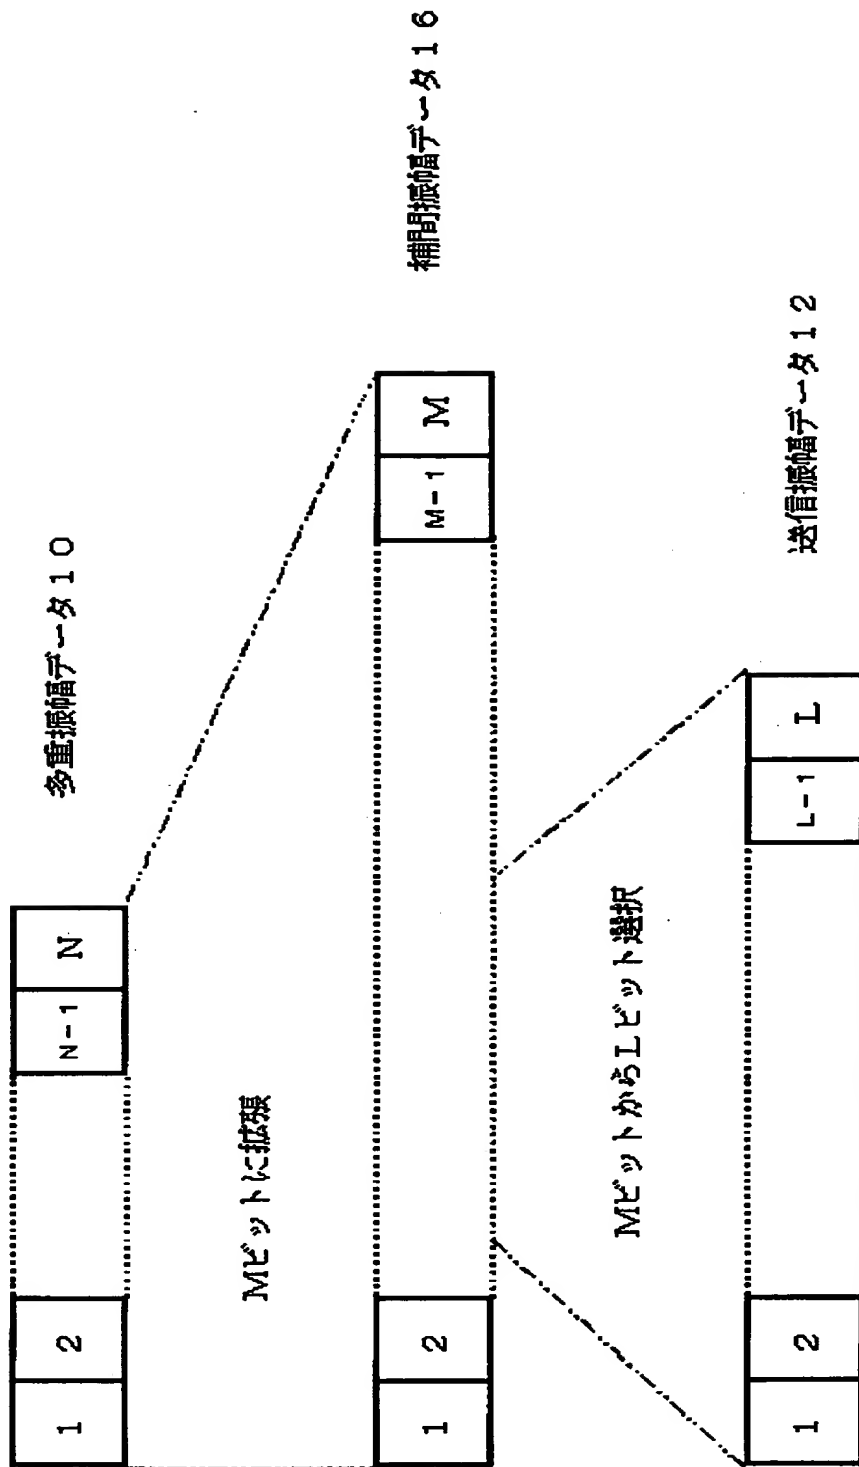 1 2 N-1 N 多重振幅データ10
Mビットに拡張
1 2 M-1 M 補間振幅データ16
MビットからLビット選択
1 2 L-1 L 送信振幅データ12